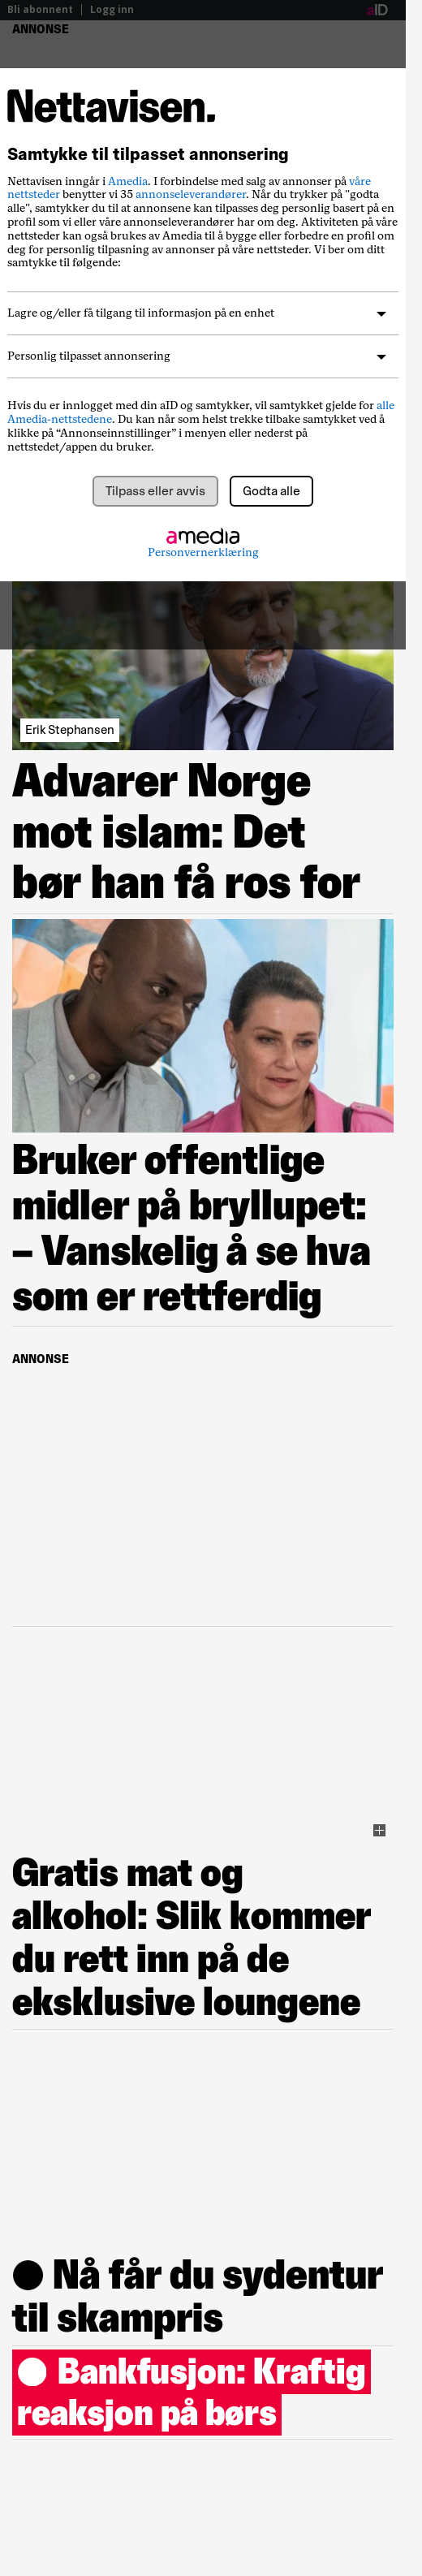 Bli abonnent | Logg inn aID
ANNONSE
Nettavisen.
Samtykke til tilpasset annonsering
Nettavisen inngår i Amedia. I forbindelse med salg av annonser på våre
nettsteder benytter vi 35 annonseleverandører. Når du trykker på "godta
alle", samtykker du til at annonsene kan tilpasses deg personlig basert på en
profil som vi eller våre annonseleverandører har om deg. Aktiviteten på våre
nettsteder kan også brukes av Amedia til å bygge eller forbedre en profil om
deg for personlig tilpasning av annonser på våre nettsteder. Vi ber om ditt
samtykke til følgende:
Lagre og/eller få tilgang til informasjon på en enhet
Personlig tilpasset annonsering
Hvis du er innlogget med din aID og samtykker, vil samtykket gjelde for alle
Amedia-nettstedene. Du kan når som helst trekke tilbake samtykket ved å
klikke på “Annonseinnstillinger” i menyen eller nederst på
nettstedet/appen du bruker.
Tilpass eller avvis
Godta alle
amedia
Personvernerklæring
Erik Stephansen
Advarer Norge
mot islam: Det
bør han få ros for
Bruker offentlige
midler på bryllupet:
– Vanskelig å se hva
som er rettferdig
ANNONSE
Gratis mat og
alkohol: Slik kommer
du rett inn på de
eksklusive loungene
● Nå får du sydentur
til skampris
● Bankfusjon: Kraftig
reaksjon på børs